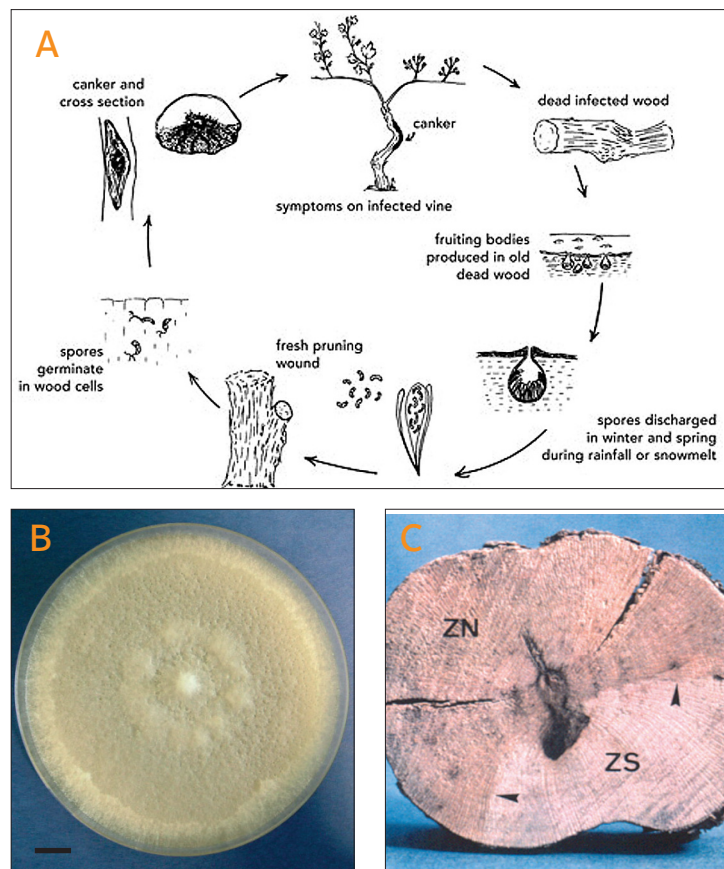 A
canker and
cross section
canker
symptoms on infected vine
dead infected wood
fruiting bodies
produced in old
dead wood
spores discharged
in winter and spring
during rainfall or snowmelt
fresh pruning
wound
spores
germinate
in wood cells
B
C
ZN
ZS